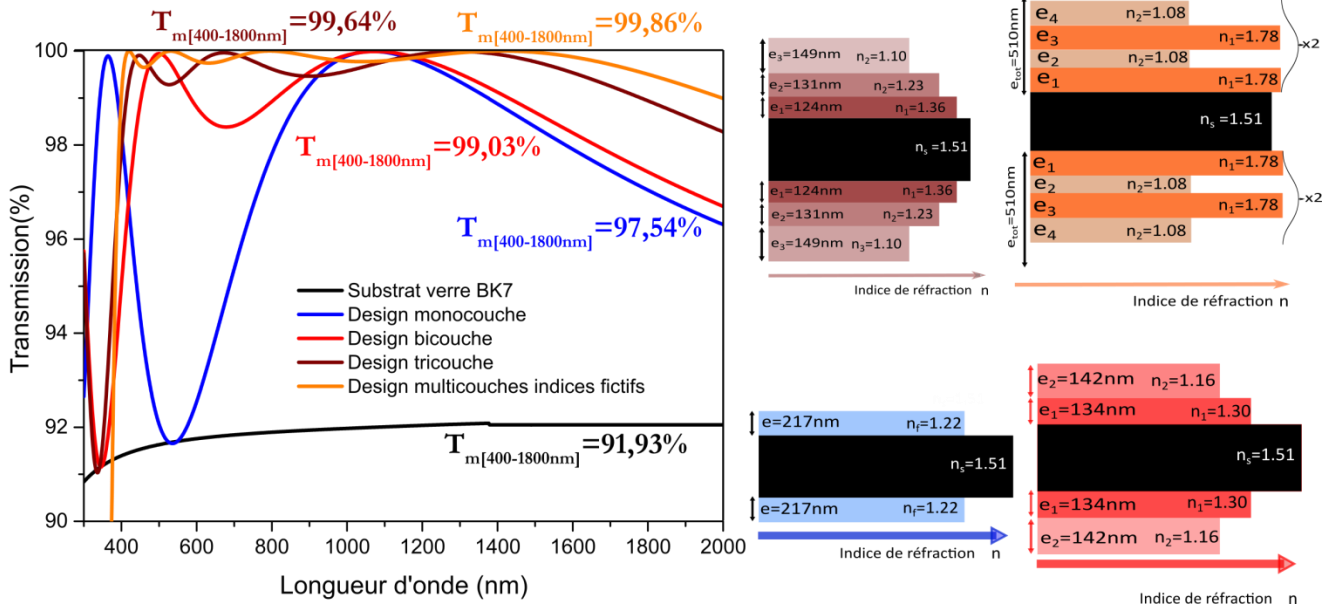 T m[400-1800nm] =99,64%
T m[400-1800nm] =99,86%
T m[400-1800nm] =99,03%
T m[400-1800nm] =97,54%
T m[400-1800nm] =91,93%
Substrat verre BK7
Design monocouche
Design bicouche
Design tricouche
Design multicouches indices fictifs
Transmission(%)
100
98
96
94
92
90
400 600 800 1000 1200 1400 1600 1800 2000
Longueur d'onde (nm)
e3=149nm n2=1.10
e2=131nm n2=1.23
e1=124nm n1=1.36
ns =1.51
e1=124nm n1=1.36
e2=131nm n2=1.23
e3=149nm n3=1.10
Indice de réfraction n
etot=510nm
e4 n2=1.08
e3 n1=1.78
e2 n2=1.08
e1 n1=1.78
x2
ns =1.51
etot=510nm
e1 n1=1.78
e2 n2=1.08
e3 n1=1.78
e4 n2=1.08
x2
Indice de réfraction n
e=217nm nf=1.22
ns=1.51
e=217nm nf=1.22
Indice de réfraction n
e2=142nm n2=1.16
e1=134nm n1=1.30
ns=1.51
e1=134nm n1=1.30
e2=142nm n2=1.16
Indice de réfraction n